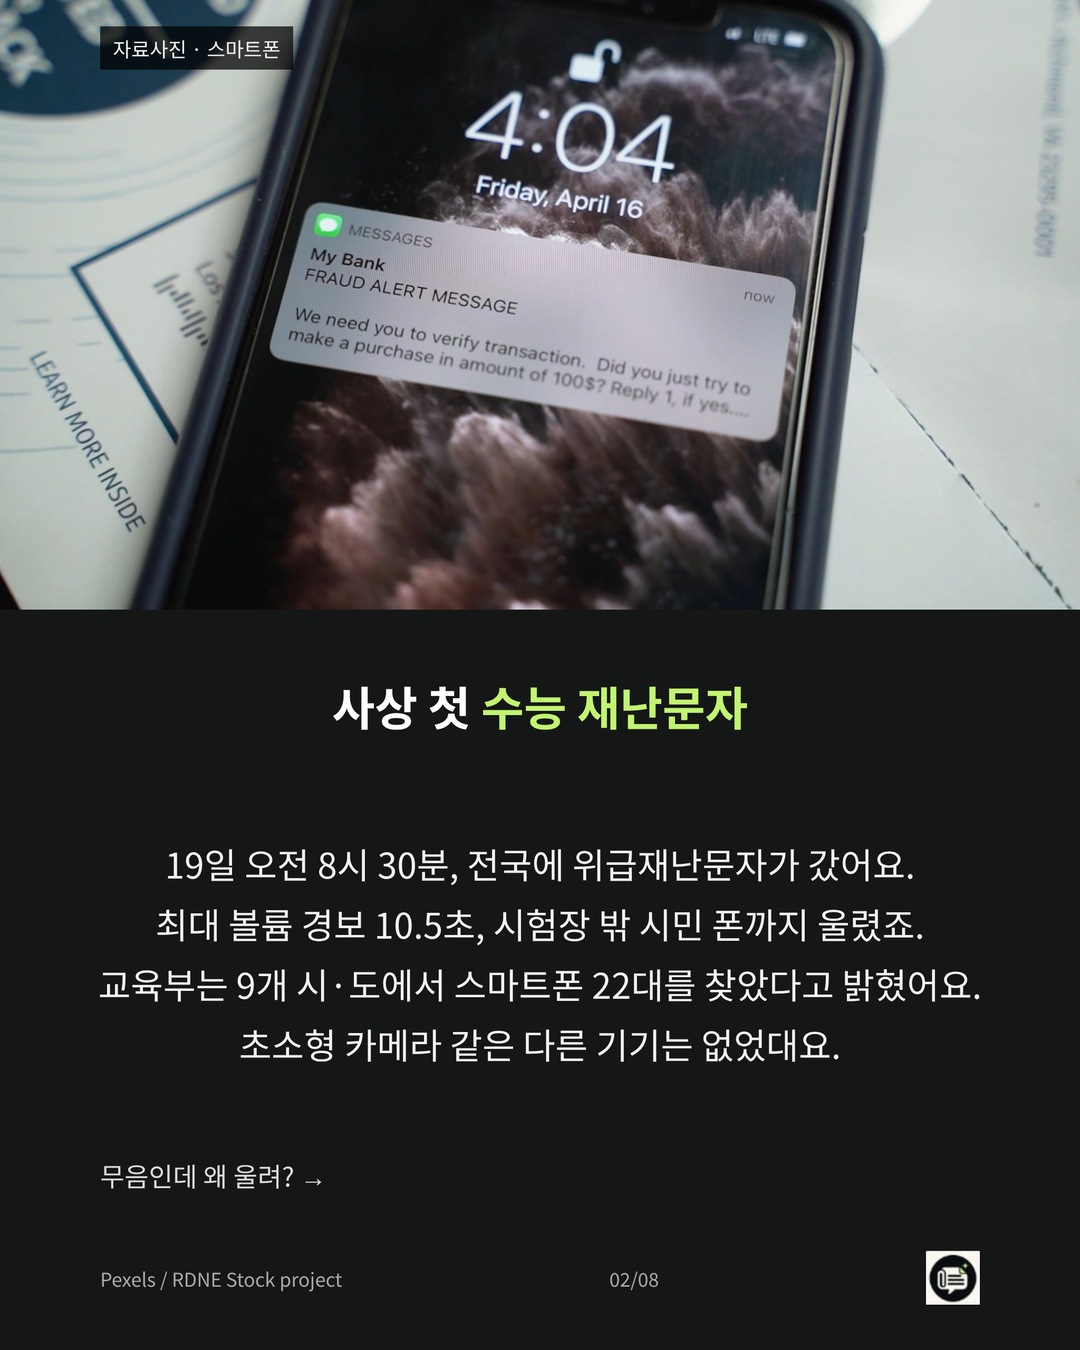 자료사진 · 스마트폰
LTE
4:04
Friday, April 16
MESSAGES
now
My Bank
FRAUD ALERT MESSAGE
We need you to verify transaction. Did you just try to
make a purchase in amount of 100$? Reply 1, if yes....
LEARN MORE INSIDE
사상 첫 수능 재난문자
19일 오전 8시 30분, 전국에 위급재난문자가 갔어요.
최대 볼륨 경보 10.5초, 시험장 밖 시민 폰까지 울렸죠.
교육부는 9개 시·도에서 스마트폰 22대를 찾았다고 밝혔어요.
초소형 카메라 같은 다른 기기는 없었대요.
무음인데 왜 울려? →
Pexels / RDNE Stock project
02/08